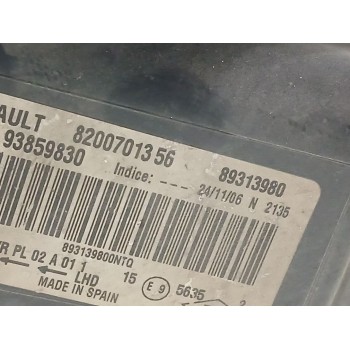 AULT 8200701356 89313980
93859830 Indice: ---- 24/11/06 N 2135
893139800NTQ
R PL 02 A 01 1 15 E 9 5635 2
LHD
MADE IN SPAIN